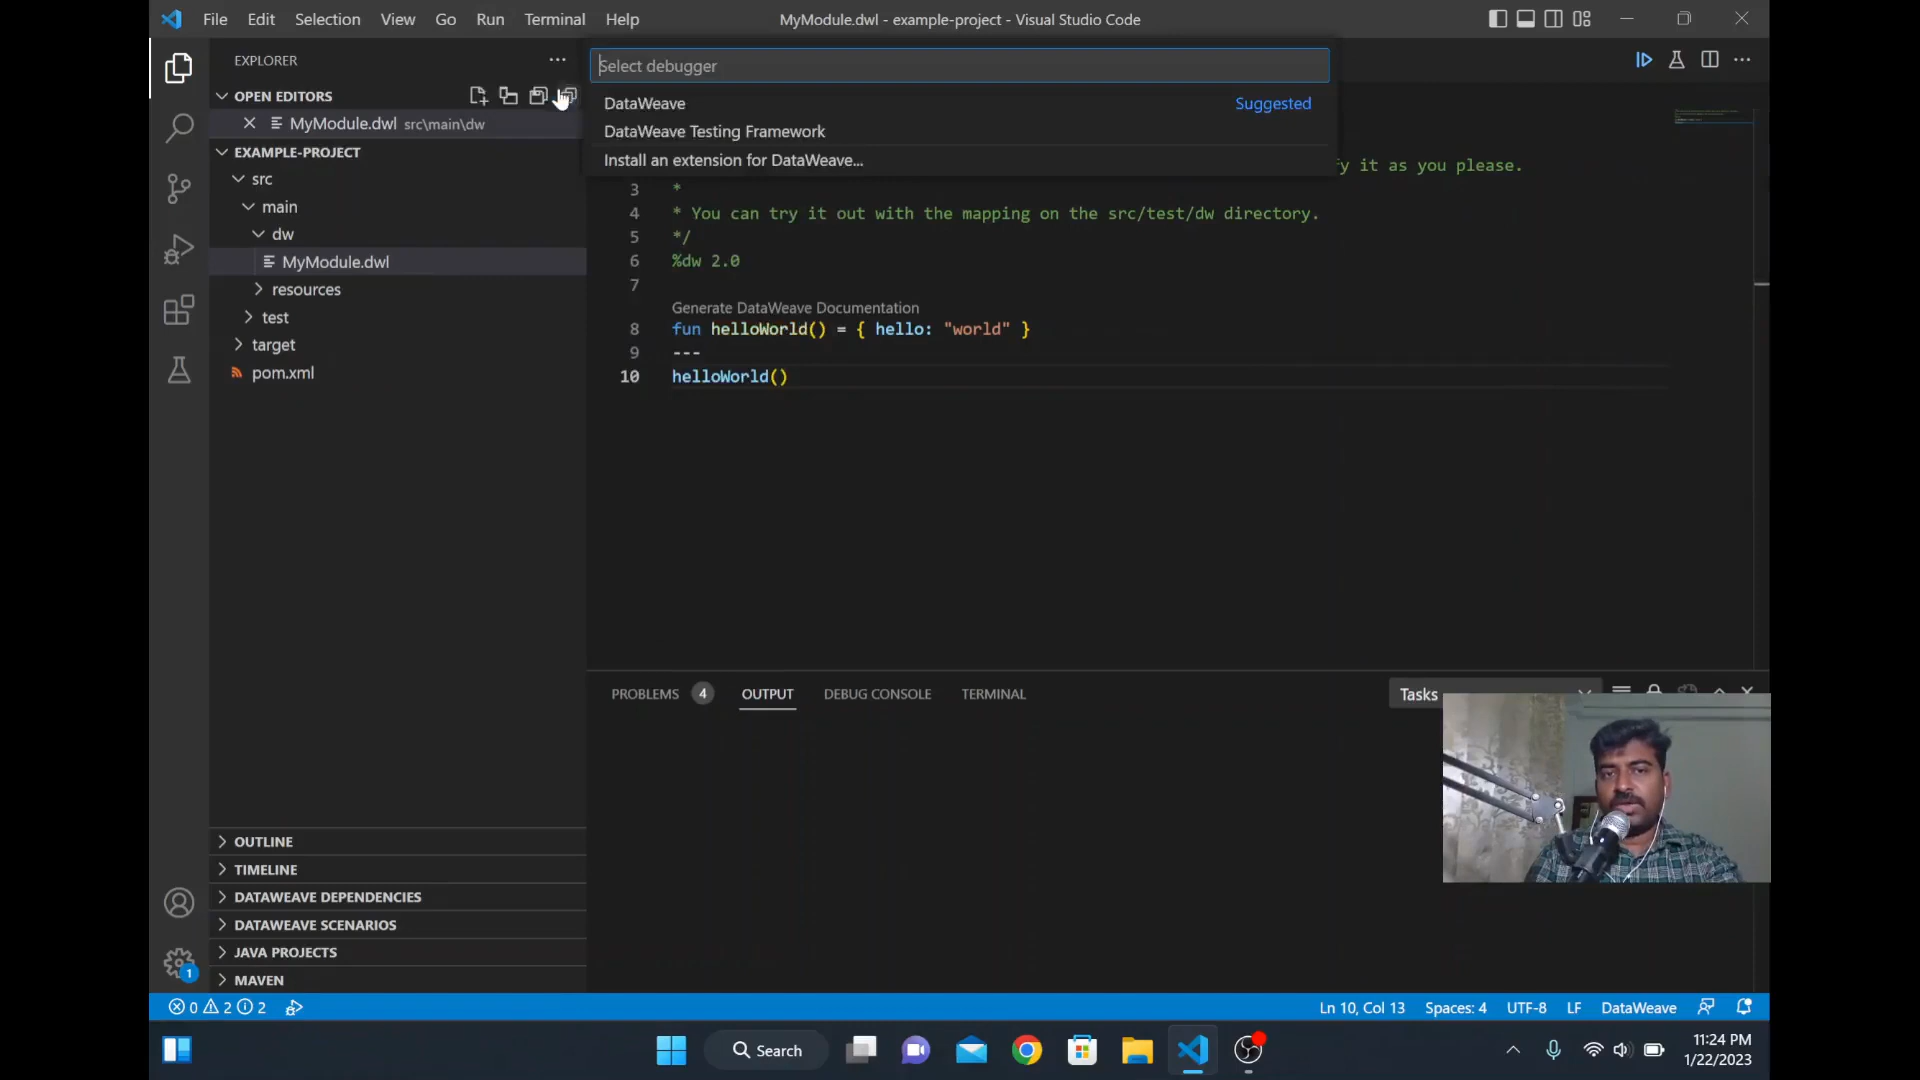 File Edit Selection View Go Run Terminal Help MyModule.dwl - example-project - Visual Studio Code
EXPLORER
Select debugger
OPEN EDITORS
DataWeave Suggested
MyModule.dwl src\main\dw
DataWeave Testing Framework
EXAMPLE-PROJECT
Install an extension for DataWeave...
y it as you please.
src
3 *
main
4 * You can try it out with the mapping on the src/test/dw directory.
dw
5 */
MyModule.dwl
6 %dw 2.0
resources
7
Generate DataWeave Documentation
test
8 fun helloWorld() = { hello: "world" }
target
9 ---
pom.xml
10 helloWorld()
PROBLEMS 4 OUTPUT DEBUG CONSOLE TERMINAL Tasks
OUTLINE
TIMELINE
DATAWEAVE DEPENDENCIES
DATAWEAVE SCENARIOS
JAVA PROJECTS
MAVEN
1
0 2 2 Ln 10, Col 13 Spaces: 4 UTF-8 LF DataWeave
Search
11:24 PM
1/22/2023